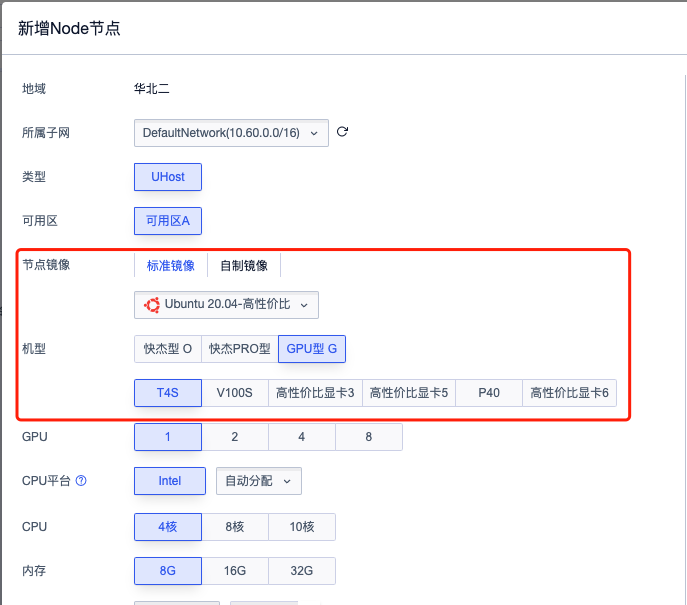 新增Node节点
地域 华北二
所属子网 DefaultNetwork(10.60.0.0/16)
类型 UHost
可用区 可用区A
节点镜像 标准镜像 自制镜像
Ubuntu 20.04-高性价比
机型 快杰型 O 快杰PRO型 GPU型 G
T4S V100S 高性价比显卡3 高性价比显卡5 P40 高性价比显卡6
GPU 1 2 4 8
CPU平台 Intel 自动分配
CPU 4核 8核 10核
内存 8G 16G 32G